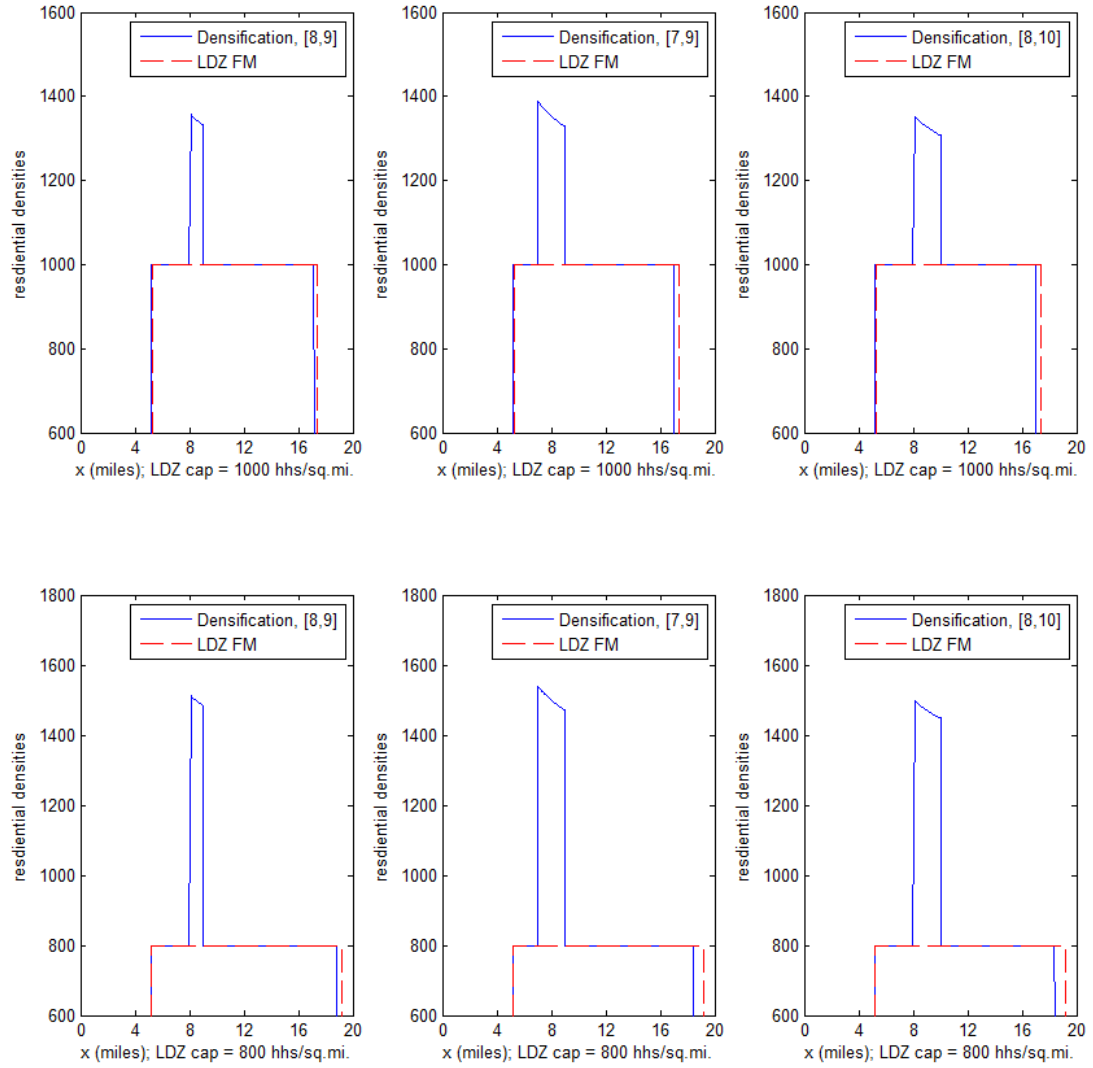 1600
1400
1200
1000
800
600
resdiential densities
Densification, [8,9]
LDZ FM
0 4 8 12 16 20
x (miles); LDZ cap = 1000 hhs/sq.mi.
1600
1400
1200
1000
800
600
resdiential densities
Densification, [7,9]
LDZ FM
0 4 8 12 16 20
x (miles); LDZ cap = 1000 hhs/sq.mi.
1600
1400
1200
1000
800
600
resdiential densities
Densification, [8,10]
LDZ FM
0 4 8 12 16 20
x (miles); LDZ cap = 1000 hhs/sq.mi.
1800
1600
1400
1200
1000
800
600
resdiential densities
Densification, [8,9]
LDZ FM
0 4 8 12 16 20
x (miles); LDZ cap = 800 hhs/sq.mi.
1800
1600
1400
1200
1000
800
600
resdiential densities
Densification, [7,9]
LDZ FM
0 4 8 12 16 20
x (miles); LDZ cap = 800 hhs/sq.mi.
1800
1600
1400
1200
1000
800
600
resdiential densities
Densification, [8,10]
LDZ FM
0 4 8 12 16 20
x (miles); LDZ cap = 800 hhs/sq.mi.